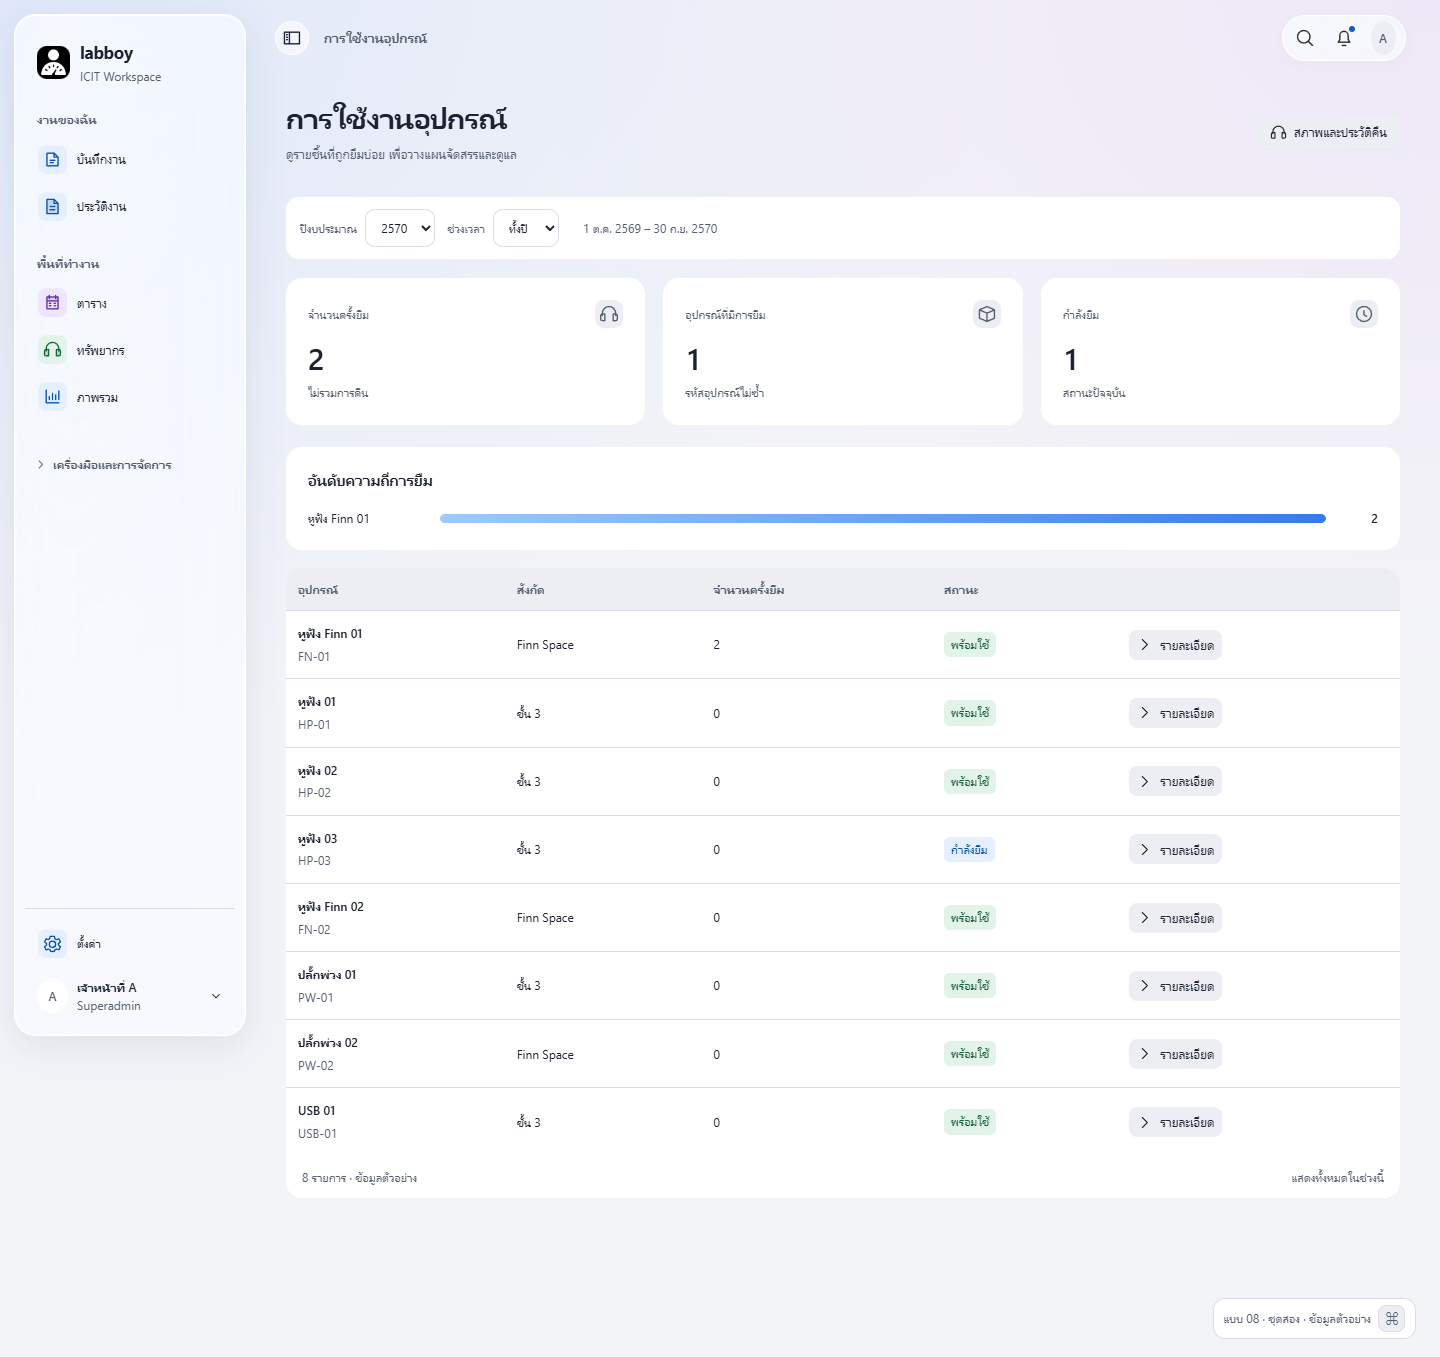 labboy
ICIT Workspace
งานของฉัน
บันทึกงาน
ประวัติงาน
พื้นที่ทำงาน
ตาราง
ทรัพยากร
ภาพรวม
เครื่องมือและการจัดการ
ตั้งค่า
A
เจ้าหน้าที่ A
Superadmin
การใช้งานอุปกรณ์
A
การใช้งานอุปกรณ์
ดูรายชิ้นที่ถูกยืมบ่อย เพื่อวางแผนจัดสรรและดูแล
สภาพและประวัติคืน
ปีงบประมาณ 2570 ช่วงเวลา ทั้งปี 1 ต.ค. 2569 – 30 ก.ย. 2570
จำนวนครั้งยืม
2
ไม่รวมการคืน
อุปกรณ์ที่มีการยืม
1
รหัสอุปกรณ์ไม่ซ้ำ
กำลังยืม
1
สถานะปัจจุบัน
อันดับความถี่การยืม
หูฟัง Finn 01 2
อุปกรณ์ สังกัด จำนวนครั้งยืม สถานะ
หูฟัง Finn 01
FN-01
Finn Space 2 พร้อมใช้ รายละเอียด
หูฟัง 01
HP-01
ชั้น 3 0 พร้อมใช้ รายละเอียด
หูฟัง 02
HP-02
ชั้น 3 0 พร้อมใช้ รายละเอียด
หูฟัง 03
HP-03
ชั้น 3 0 กำลังยืม รายละเอียด
หูฟัง Finn 02
FN-02
Finn Space 0 พร้อมใช้ รายละเอียด
ปลั๊กพ่วง 01
PW-01
ชั้น 3 0 พร้อมใช้ รายละเอียด
ปลั๊กพ่วง 02
PW-02
Finn Space 0 พร้อมใช้ รายละเอียด
USB 01
USB-01
ชั้น 3 0 พร้อมใช้ รายละเอียด
8 รายการ · ข้อมูลตัวอย่าง แสดงทั้งหมดในช่วงนี้
แบบ 08 · ชุดสอง · ข้อมูลตัวอย่าง ⌘